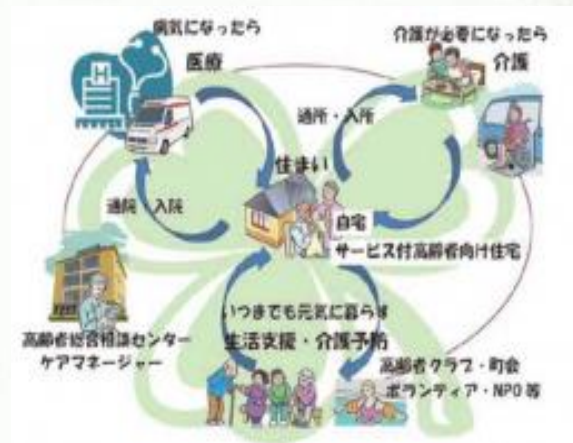 病気になったら
医療
介護が必要になったら
介護
通所・入所
住まい
通院・入院
自宅
サービス付高齢者向け住宅
いつまでも元気に暮らす
生活支援・介護予防
高齢者総合相談センター
ケアマネージャー
高齢者クラブ・町会
ボランティア・NPO等